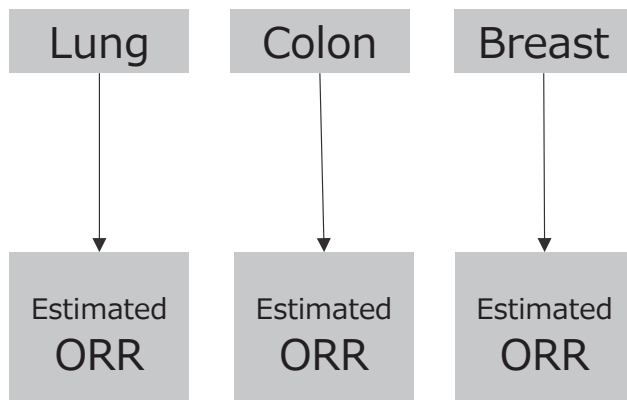 Lung
Colon
Breast
Estimated
ORR
Estimated
ORR
Estimated
ORR